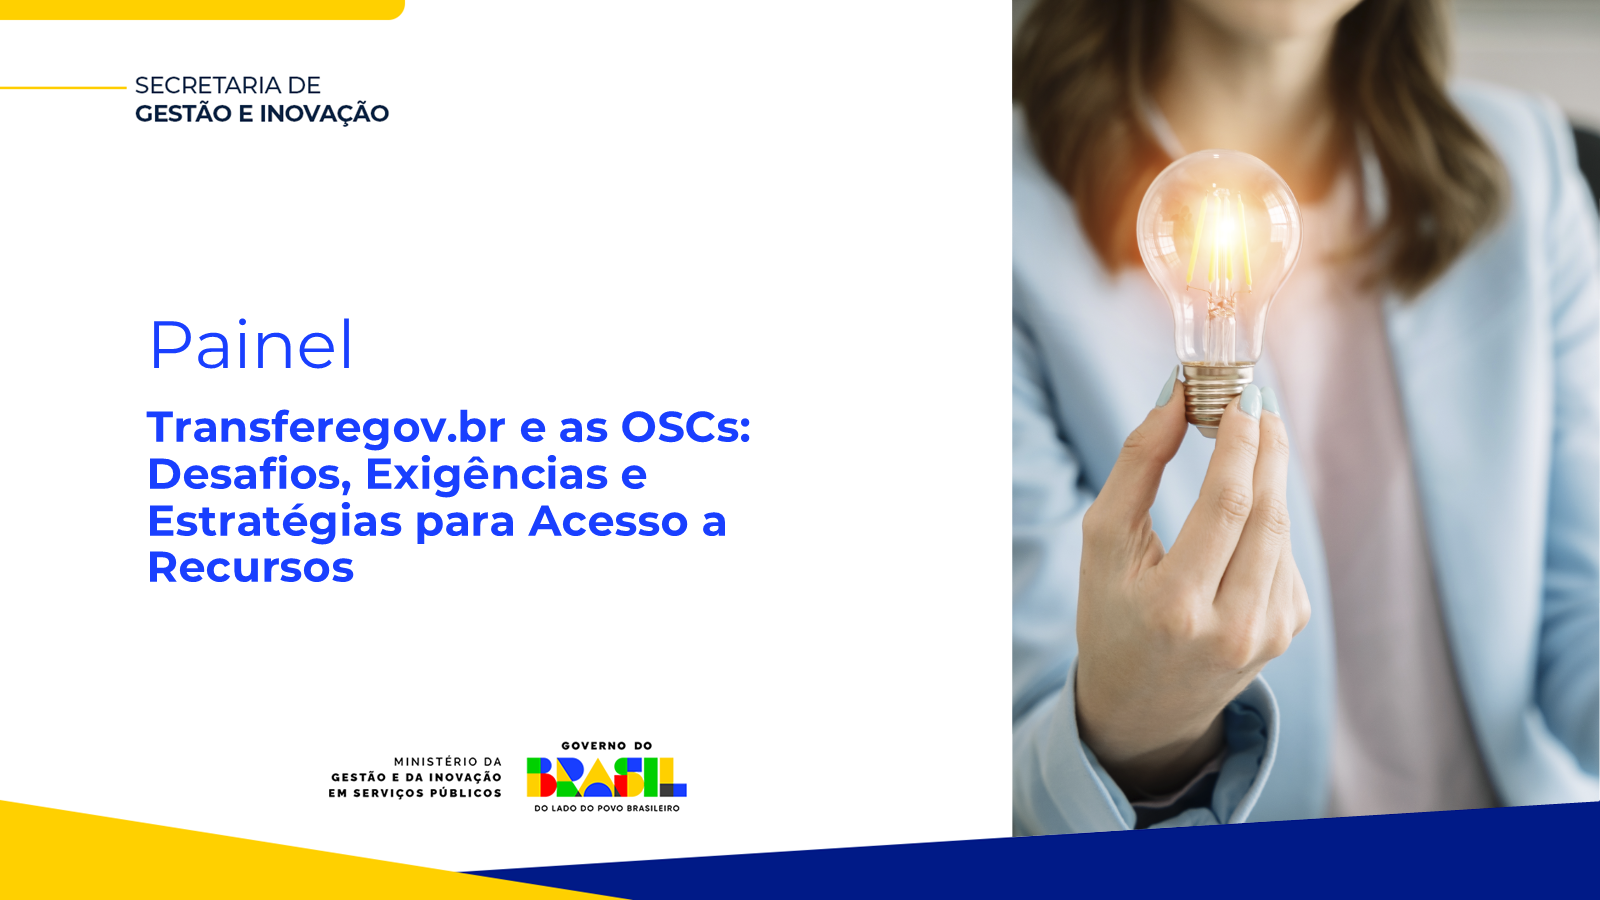 SECRETARIA DE
GESTÃO E INOVAÇÃO
Painel
Transferegov.br e as OSCs:
Desafios, Exigências e
Estratégias para Acesso a
Recursos
MINISTÉRIO DA
GESTÃO E DA INOVAÇÃO
EM SERVIÇOS PÚBLICOS
GOVERNO DO
BRASIL
DO LADO DO POVO BRASILEIRO